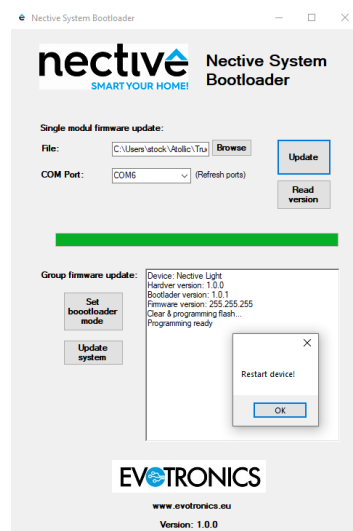 Nective System Bootloader
nective
SMART YOUR HOME!
Nective System
Bootloader
Single modul firmware update:
File:
C:\Users\stock\Atollic\Tru
Browse
Update
COM Port:
COM6
(Refresh ports)
Read
version
Group firmware update:
Set
boootloader
mode
Update
system
Device: Nective Light
Hardver version: 1.0.0
Bootlader version: 1.0.1
Firmware version: 255.255.255
Clear & programming flash...
Programming ready
Restart device!
OK
EVOTRONICS
www.evotronics.eu
Version: 1.0.0